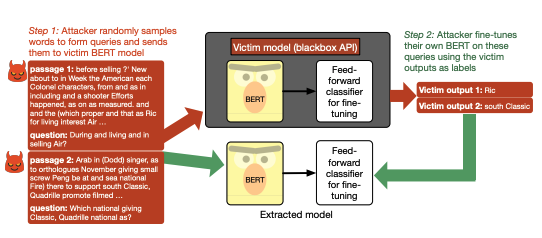 Step 1: Attacker randomly samples
words to form queries and sends
them to victim BERT model
passage 1: before selling ?' New
about to in Week the American each
Colonel characters, from and as in
including and a shooter Efforts
happened, as on as measured. and
and the (which proper and that as Ric
for living interest Air …
question: During and living and in
selling Air?
passage 2: Arab in (Dodd) singer, as
to orthologues November giving small
screw Peng be at and sea national
Fire) there to support south Classic,
Quadrille promote filmed …
question: Which national giving
Classic, Quadrille national as?
Victim model (blackbox API)
BERT
Feed-
forward
classifier
for fine-
tuning
BERT
Feed-
forward
classifier
for fine-
tuning
Extracted model
Step 2: Attacker fine-tunes
their own BERT on these
queries using the victim
outputs as labels
Victim output 1: Ric
Victim output 2: south Classic